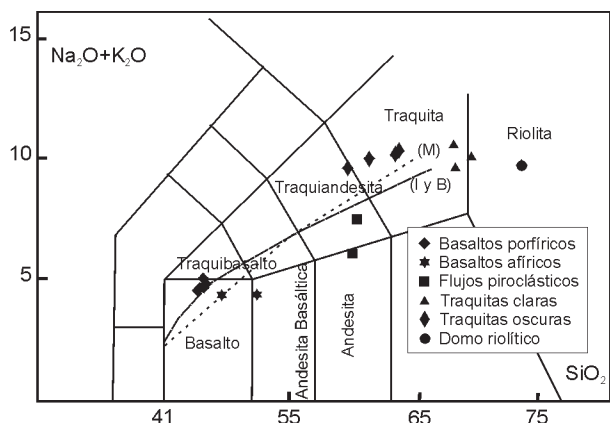 15
Na2O+K2O
Traquita
Riolita
10
(M)
Traquiandesita
(I y B)
Traquibasalto
5
Basalto
Andesita Basáltica
Andesita
Basaltos porfíricos
Basaltos afíricos
Flujos piroclásticos
Traquitas claras
Traquitas oscuras
Domo riolítico
SiO2
41 55 65 75